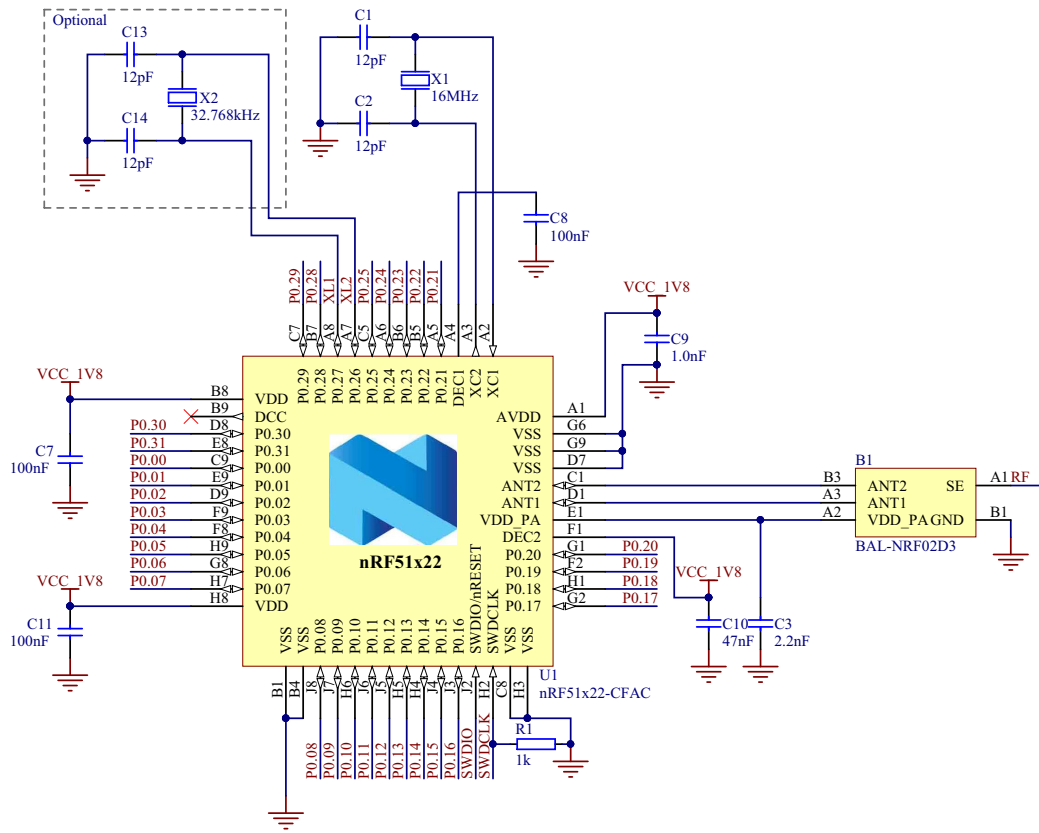 Optional
C13
12pF
X2
32.768kHz
C14
12pF
C1
12pF
X1
16MHz
C2
12pF
C8
100nF
P0.29
P0.28
XL1
XL2
P0.25
P0.24
P0.23
P0.22
P0.21
C7
B7
A8
A7
C5
A6
B6
B5
A5
A4
A3
A2
P0.29
P0.28
P0.27
P0.26
P0.25
P0.24
P0.23
P0.22
P0.21
DEC1
XC2
XC1
VCC_1V8
C9
1.0nF
VCC_1V8
C7
100nF
B8 VDD
B9 DCC
P0.30 D8 P0.30
P0.31 E8 P0.31
P0.00 C9 P0.00
P0.01 E9 P0.01
P0.02 D9 P0.02
P0.03 F9 P0.03
P0.04 F8 P0.04
P0.05 H9 P0.05
P0.06 G8 P0.06
P0.07 H7 P0.07
H8 VDD
VCC_1V8
C11
100nF
nRF51x22
AVDD A1
VSS G6
VSS G9
VSS D7
ANT2 C1
ANT1 D1
VDD_PA E1
DEC2 F1
P0.20 G1 P0.20
P0.19 F2 P0.19
P0.18 H1 P0.18
P0.17 G2 P0.17
B1
B3 ANT2 SE A1 RF
A3 ANT1
A2 VDD_PA GND B1
BAL-NRF02D3
VCC_1V8
C10
47nF
C3
2.2nF
VSS
VSS
P0.08
P0.09
P0.10
P0.11
P0.12
P0.13
P0.14
P0.15
P0.16
SWDIO/nRESET
SWDCLK
VSS
VSS
U1
nRF51x22-CFAC
B1
B4
J8
J7
H6
J6
J5
H5
H4
J4
J3
J2
H2
C8
H3
P0.08
P0.09
P0.10
P0.11
P0.12
P0.13
P0.14
P0.15
P0.16
SWDIO
SWDCLK
R1
1k